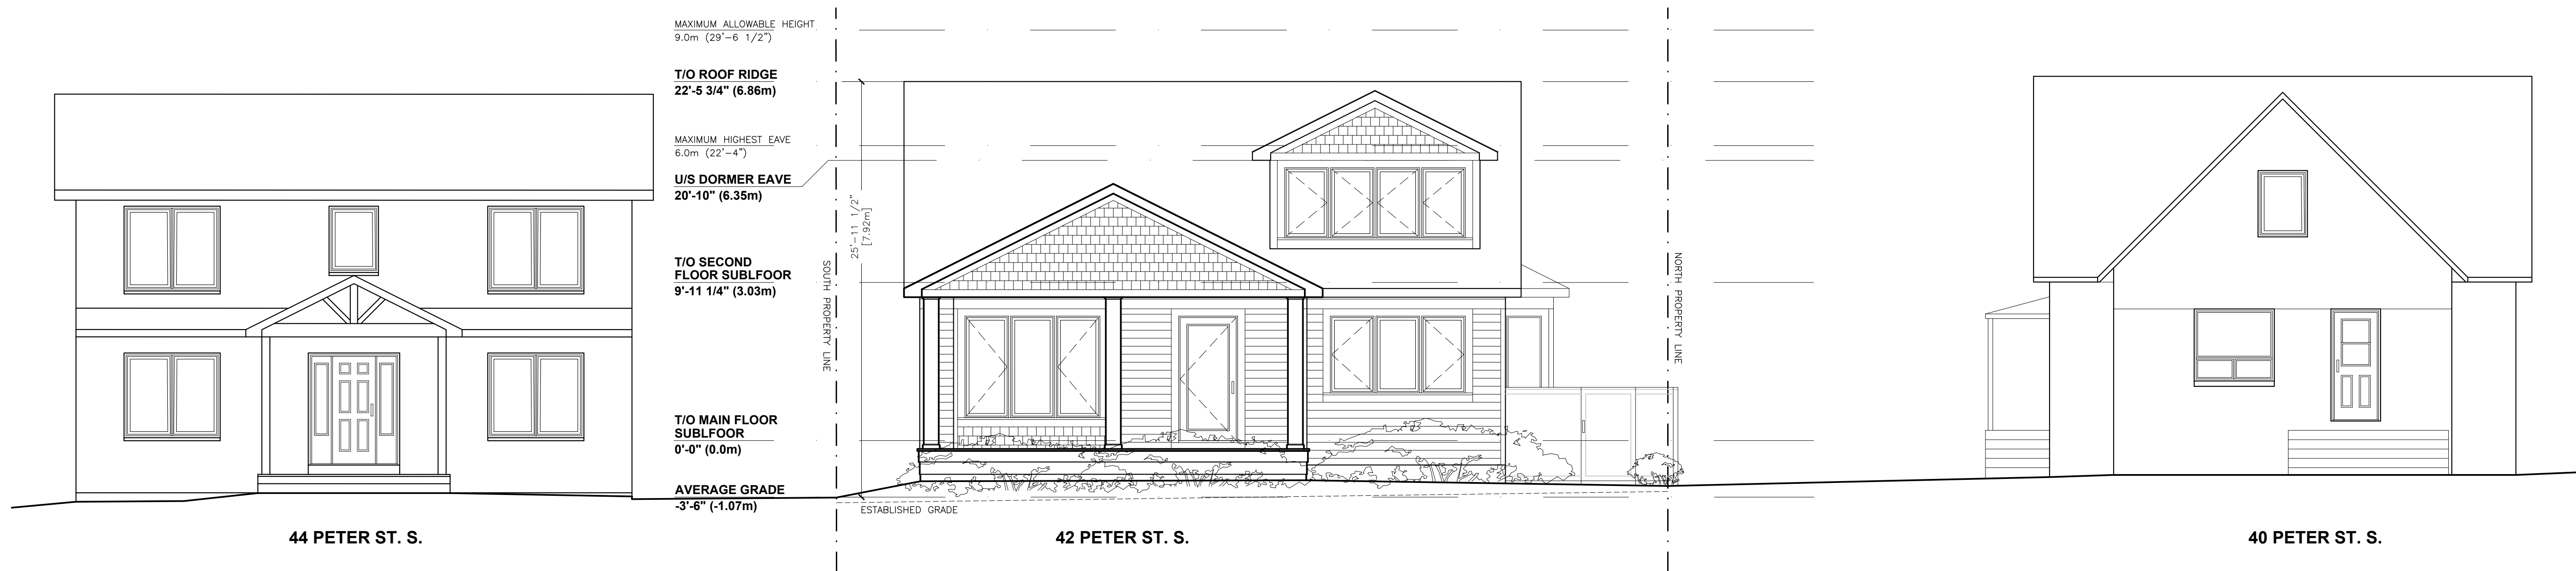 MAXIMUM ALLOWABLE HEIGHT
9.0m (29'-6 1/2")
T/O ROOF RIDGE
22'-5 3/4" (6.86m)
MAXIMUM HIGHEST EAVE
6.0m (22'-4")
U/S DORMER EAVE
20'-10" (6.35m)
T/O SECOND
FLOOR SUBLFOOR
9'-11 1/4" (3.03m)
T/O MAIN FLOOR
SUBLFOOR
0'-0" (0.0m)
AVERAGE GRADE
-3'-6" (-1.07m)
SOUTH PROPERTY LINE
25'-11 1/2"
[7.92m]
NORTH PROPERTY LINE
ESTABLISHED GRADE
44 PETER ST. S.
42 PETER ST. S.
40 PETER ST. S.